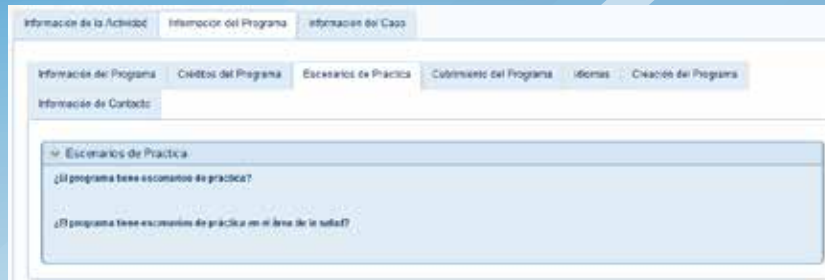 Información de la Actividad Información del Programa Información del Caso
Información del Programa Créditos del Programa Escenarios de Práctica Cubrimiento del Programa Idiomas Creación del Programa
Información de Contacto
Escenarios de Practica
¿El programa tiene escenarios de practica?
¿El programa tiene escenarios de práctica en el área de la salud?